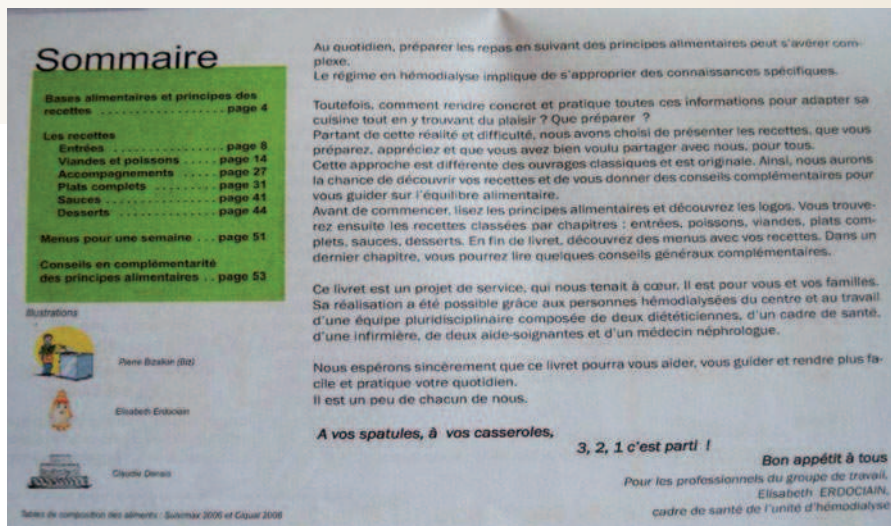 Sommaire
Bases alimentaires et principes des
recettes .................. page 4
Les recettes
Entrées ............. page 8
Viandes et poissons ..... page 14
Accompagnements .... page 27
Plats complets ........ page 31
Sauces ............. page 41
Desserts ............ page 44
Menus pour une semaine ... page 51
Conseils en complémentarité
des principes alimentaires .. page 53
Illustrations
Pierre Bizalion (Biz)
Elisabeth Erdociain
Claudie Danais
Tables de composition des aliments : Suvimax 2006 et Ciqual 2008
Au quotidien, préparer les repas en suivant des principes alimentaires peut s'avérer com-
plexe.
Le régime en hémodialyse implique de s'approprier des connaissances spécifiques.
Toutefois, comment rendre concret et pratique toutes ces informations pour adapter sa
cuisine tout en y trouvant du plaisir ? Que préparer ?
Partant de cette réalité et difficulté, nous avons choisi de présenter les recettes, que vous
préparez, appréciez et que vous avez bien voulu partager avec nous, pour tous.
Cette approche est différente des ouvrages classiques et est originale. Ainsi, nous aurons
la chance de découvrir vos recettes et de vous donner des conseils complémentaires pour
vous guider sur l'équilibre alimentaire.
Avant de commencer, lisez les principes alimentaires et découvrez les logos. Vous trouve-
rez ensuite les recettes classées par chapitres : entrées, poissons, viandes, plats com-
plets, sauces, desserts. En fin de livret, découvrez des menus avec vos recettes. Dans un
dernier chapitre, vous pourrez lire quelques conseils généraux complémentaires.
Ce livret est un projet de service, qui nous tenait à cœur. Il est pour vous et vos familles.
Sa réalisation a été possible grâce aux personnes hémodialysées du centre et au travail
d'une équipe pluridisciplinaire composée de deux diététiciennes, d'un cadre de santé,
d'une infirmière, de deux aide-soignantes et d'un médecin néphrologue.
Nous espérons sincèrement que ce livret pourra vous aider, vous guider et rendre plus fa-
cile et pratique votre quotidien.
Il est un peu de chacun de nous.
A vos spatules, à vos casseroles,
3, 2, 1 c'est parti !
Bon appétit à tous
Pour les professionnels du groupe de travail,
Elisabeth ERDOCIAIN,
cadre de santé de l'unité d'hémodialyse